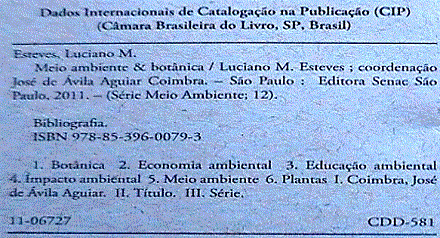 Dados Internacionais de Catalogação na Publicação (CIP)
(Câmara Brasileira do Livro, SP, Brasil)
Esteves, Luciano M.
Meio ambiente & botânica / Luciano M. Esteves ; coordenação
José de Ávila Aguiar Coimbra. – São Paulo : Editora Senac São
Paulo, 2011. – (Série Meio Ambiente; 12).
Bibliografia.
ISBN 978-85-396-0079-3
1. Botânica 2. Economia ambiental 3. Educação ambiental
4. Impacto ambiental 5. Meio ambiente 6. Plantas I. Coimbra, José
de Ávila Aguiar. II. Título. III. Série.
11-06727 CDD-581